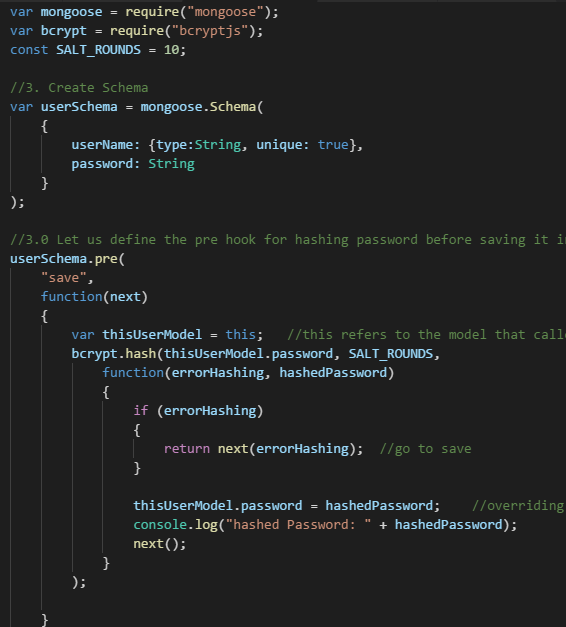 var mongoose = require("mongoose");
var bcrypt = require("bcryptjs");
const SALT_ROUNDS = 10;
//3. Create Schema
var userSchema = mongoose.Schema(
{
userName: {type:String, unique: true},
password: String
}
);
//3.0 Let us define the pre hook for hashing password before saving it
userSchema.pre(
"save",
function(next)
{
var thisUserModel = this;   //this refers to the model that
bcrypt.hash(thisUserModel.password, SALT_ROUNDS,
function(errorHashing, hashedPassword)
{
if (errorHashing)
{
return next(errorHashing);  //go to save
}
thisUserModel.password = hashedPassword;    //overriding
console.log("hashed Password: " + hashedPassword);
next();
}
);
}